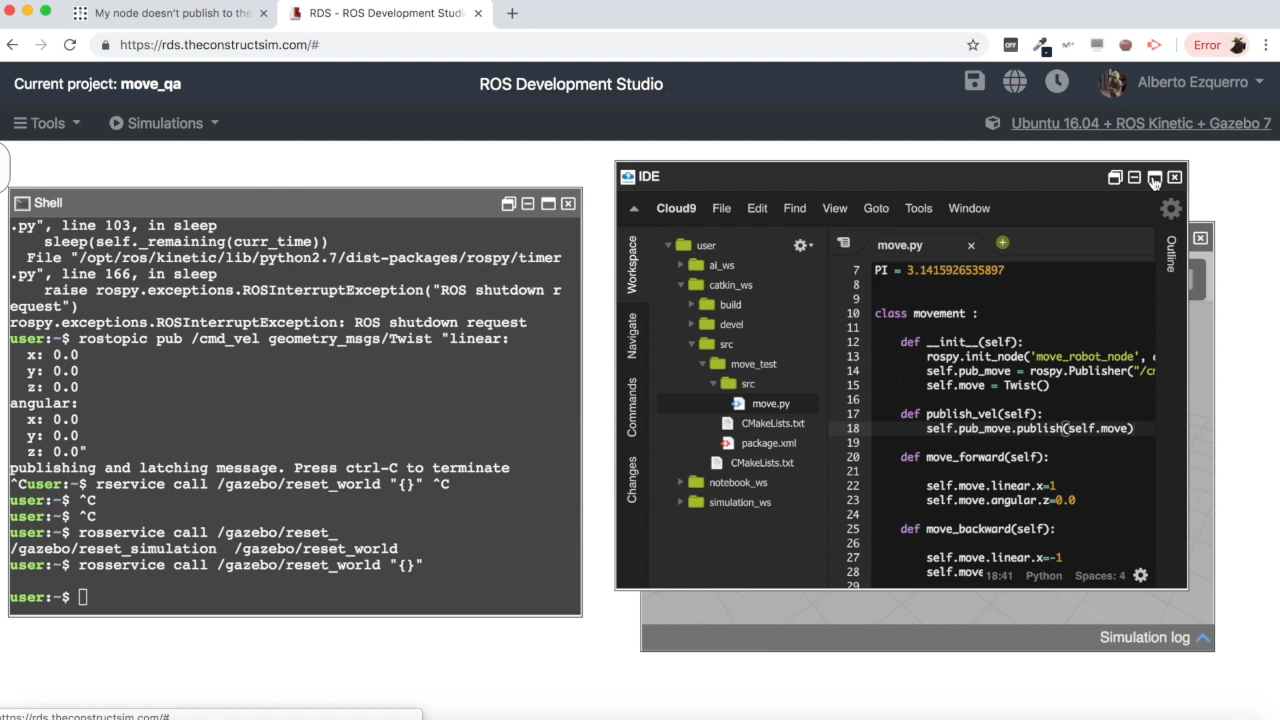 My node doesn't publish to the
RDS - ROS Development Studi
https://rds.theconstructsim.com/#
OFF
Error
Current project: move_qa
ROS Development Studio
Alberto Ezquerro
Tools
Simulations
Ubuntu 16.04 + ROS Kinetic + Gazebo 7
Shell
.py", line 103, in sleep
sleep(self._remaining(curr_time))
File "/opt/ros/kinetic/lib/python2.7/dist-packages/rospy/timer
.py", line 166, in sleep
raise rospy.exceptions.ROSInterruptException("ROS shutdown r
equest")
rospy.exceptions.ROSInterruptException: ROS shutdown request
user:~$ rostopic pub /cmd_vel geometry_msgs/Twist "linear:
x: 0.0
y: 0.0
z: 0.0
angular:
x: 0.0
y: 0.0
z: 0.0"
publishing and latching message. Press ctrl-C to terminate
^Cuser:~$ rservice call /gazebo/reset_world "{}" ^C
user:~$ ^C
user:~$ ^C
user:~$ rosservice call /gazebo/reset_
/gazebo/reset_simulation /gazebo/reset_world
user:~$ rosservice call /gazebo/reset_world "{}"
user:~$
IDE
Cloud9 File Edit Find View Goto Tools Window
Workspace
Navigate
Commands
Changes
user
ai_ws
catkin_ws
build
devel
src
move_test
src
move.py
CMakeLists.txt
package.xml
CMakeLists.txt
notebook_ws
simulation_ws
move.py
Outline
7 PI = 3.1415926535897
8
9
10 class movement :
11
12 def __init__(self):
13 rospy.init_node('move_robot_node',
14 self.pub_move = rospy.Publisher("/c
15 self.move = Twist()
16
17 def publish_vel(self):
18 self.pub_move.publish(self.move)
19
20 def move_forward(self):
21
22 self.move.linear.x=1
23 self.move.angular.z=0.0
24
25 def move_backward(self):
26
27 self.move.linear.x=-1
28 self.move
29
18:41 Python Spaces: 4
Simulation log
https://rds.theconstructsim.com/#